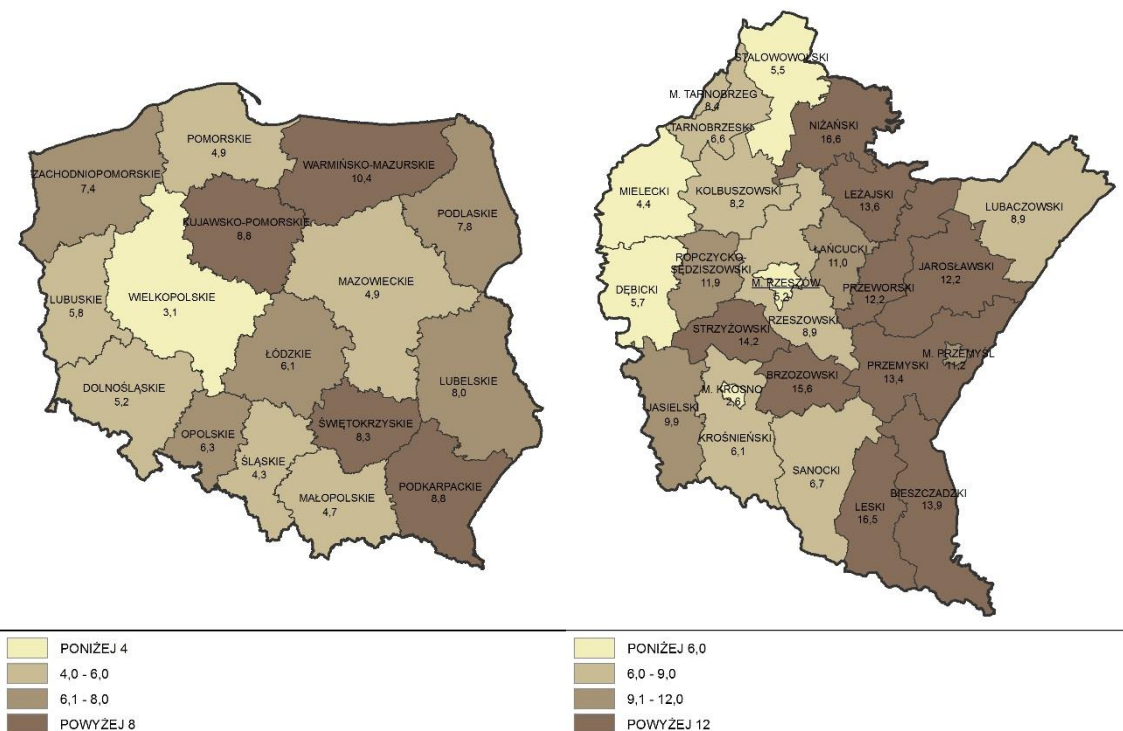 POMORSKIE
4,9
ZACHODNIOPOMORSKIE
7,4
WARMIŃSKO-MAZURSKIE
10,4
PODLASKIE
7,8
KUJAWSKO-POMORSKIE
8,8
MAZOWIECKIE
4,9
LUBUSKIE
5,8
WIELKOPOLSKIE
3,1
ŁÓDZKIE
6,1
LUBELSKIE
8,0
DOLNOŚLĄSKIE
5,2
OPOLSKIE
6,3
ŚWIĘTOKRZYSKIE
8,3
ŚLĄSKIE
4,3
MAŁOPOLSKIE
4,7
PODKARPACKIE
8,8
STALOWOWOLSKI
5,5
M. TARNOBRZEG
8,4
TARNOBRZESKI
6,6
NIŻAŃSKI
16,6
MIELECKI
4,4
KOLBUSZOWSKI
8,2
LEŻAJSKI
13,6
LUBACZOWSKI
8,9
ROPCZYCKO-
SĘDZISZOWSKI
11,9
ŁAŃCUCKI
11,0
JAROSŁAWSKI
12,2
DĘBICKI
5,7
M. RZESZÓW
5,2
PRZEWORSKI
12,2
RZESZOWSKI
8,9
STRZYŻOWSKI
14,2
M. PRZEMYŚL
11,2
PRZEMYSKI
13,4
BRZOZOWSKI
15,6
M. KROSNO
2,6
JASIELSKI
9,9
KROŚNIEŃSKI
6,1
SANOCKI
6,7
LESKI
16,5
BIESZCZADZKI
13,9
PONIŻEJ 4
4,0 - 6,0
6,1 - 8,0
POWYŻEJ 8
PONIŻEJ 6,0
6,0 - 9,0
9,1 - 12,0
POWYŻEJ 12